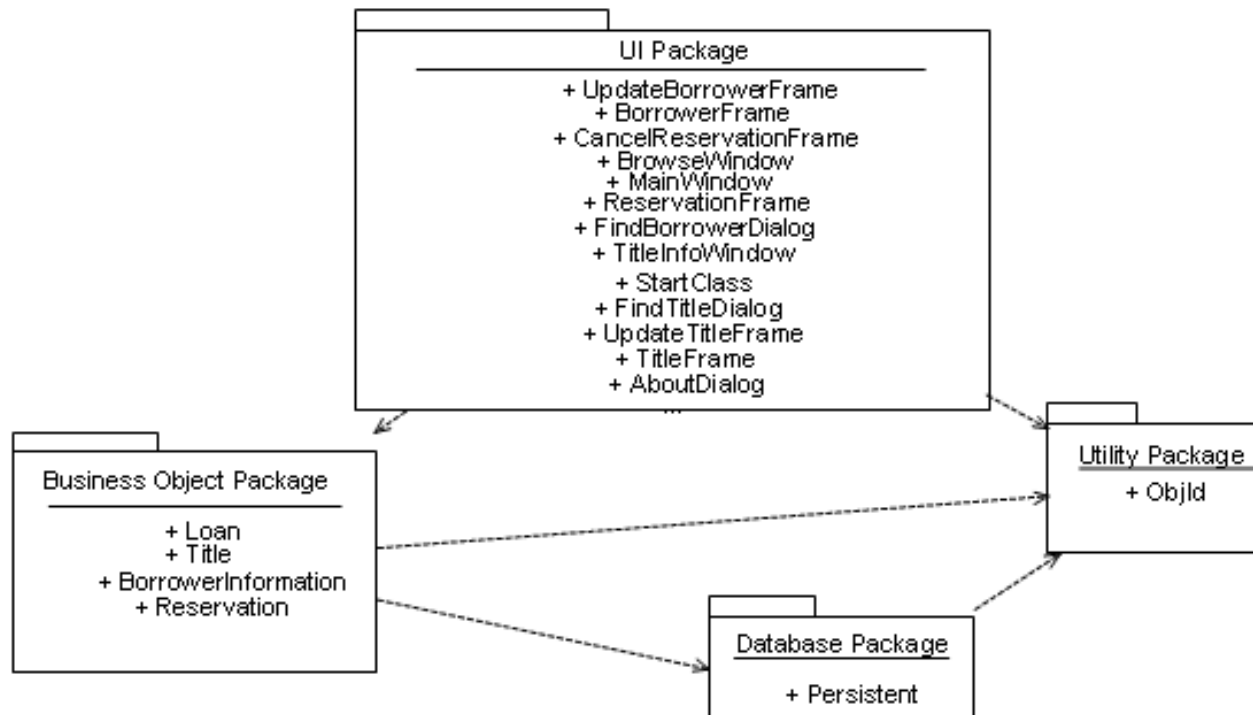 UI Package
+ UpdateBorrowerFrame
+ BorrowerFrame
+ CancelReservationFrame
+ BrowseWindow
+ MainWindow
+ ReservationFrame
+ FindBorrowerDialog
+ TitleInfoWindow
+ StartClass
+ FindTitleDialog
+ UpdateTitleFrame
+ TitleFrame
+ AboutDialog
...
Business Object Package
+ Loan
+ Title
+ BorrowerInformation
+ Reservation
Utility Package
+ ObjId
Database Package
+ Persistent